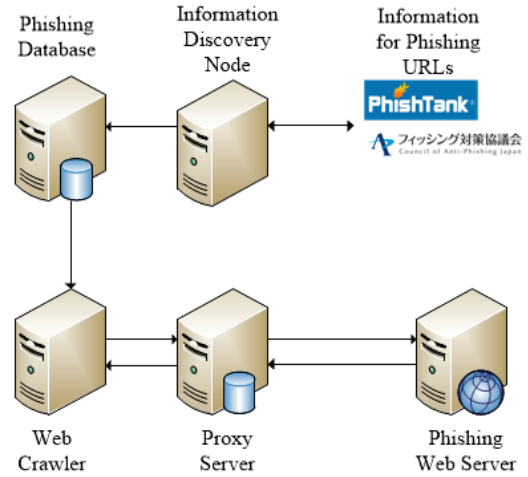 Phishing
Database
Information
Discovery
Node
Information
for Phishing
URLs
PhishTank
フィッシング対策協議会
Council of Anti-Phishing Japan
Web
Crawler
Proxy
Server
Phishing
Web Server